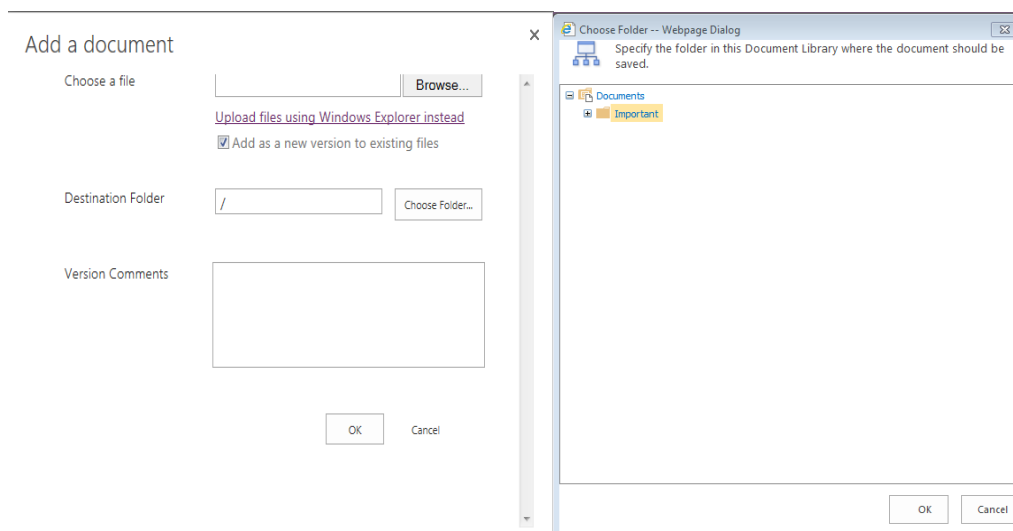 Add a document
Choose a file
Browse...
Upload files using Windows Explorer instead
Add as a new version to existing files
Destination Folder
/
Choose Folder...
Version Comments
OK
Cancel
Choose Folder -- Webpage Dialog
Specify the folder in this Document Library where the document should be
saved.
Documents
Important
OK
Cancel